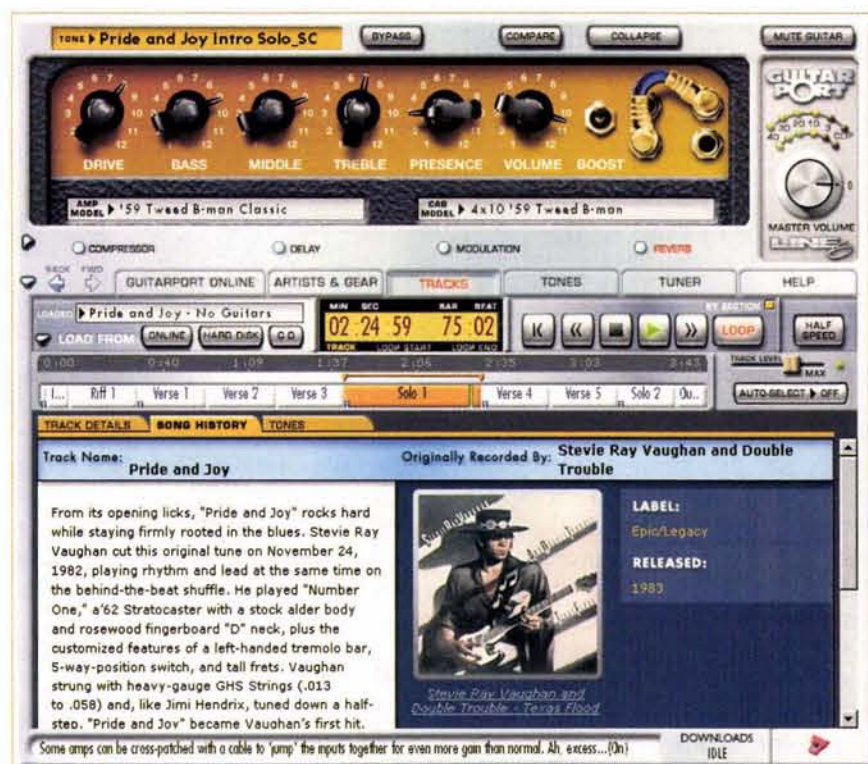 TONE Pride and Joy Intro Solo_SC
BYPASS
COMPARE
COLLAPSE
MUTE GUITAR
GUITAR PORT
DRIVE BASS MIDDLE TREBLE PRESENCE VOLUME BOOST
40 30 20 10 3 CLIP
MASTER VOLUME
LINE 6
AMP MODEL '59 Tweed B-man Classic
CAB MODEL 4x10 '59 Tweed B-man
COMPRESSOR DELAY MODULATION REVERB
BACK FWD
GUITARPORT ONLINE ARTISTS & GEAR TRACKS TONES TUNER HELP
LOADED Pride and Joy - No Guitars
LOAD FROM ONLINE HARD DISK CD
MIN SEC BAR BEAT
02 24 59 75 02
TRACK LOOP START LOOP END
BY SECTION
LOOP
HALF SPEED
0:00 0:40 1:09 1:37 2:06 2:35 3:03 3:43
TRACK LEVEL MAX
I... Riff 1 Verse 1 Verse 2 Verse 3 Solo 1 Verse 4 Verse 5 Solo 2 Ou..
AUTO-SELECT OFF
TRACK DETAILS SONG HISTORY TONES
Track Name: Pride and Joy
Originally Recorded By: Stevie Ray Vaughan and Double Trouble
From its opening licks, "Pride and Joy" rocks hard
while staying firmly rooted in the blues. Stevie Ray
Vaughan cut this original tune on November 24,
1982, playing rhythm and lead at the same time on
the behind-the-beat shuffle. He played "Number
One," a'62 Stratocaster with a stock alder body
and rosewood fingerboard "D" neck, plus the
customized features of a left-handed tremolo bar,
5-way-position switch, and tall frets. Vaughan
strung with heavy-gauge GHS Strings (.013
to .058) and, like Jimi Hendrix, tuned down a half-
step. "Pride and Joy" became Vaughan's first hit.
Stevie Ray Vaughan and
Double Trouble - Texas Flood
LABEL:
Epic/Legacy
RELEASED:
1983
Some amps can be cross-patched with a cable to 'jump' the inputs together for even more gain than normal. Ah, excess...(On)
DOWNLOADS
IDLE